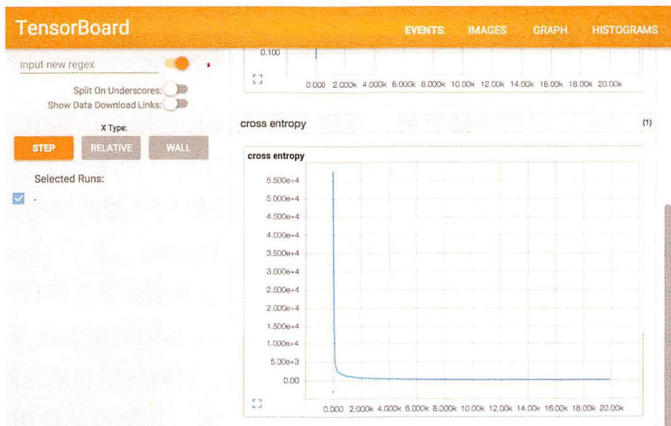 TensorBoard
EVENTS IMAGES GRAPH HISTOGRAMS
Input new regex
Split On Underscores:
Show Data Download Links:
X Type:
STEP RELATIVE WALL
Selected Runs:
.
0.100
0.000 2.000k 4.000k 6.000k 8.000k 10.00k 12.00k 14.00k 16.00k 18.00k 20.00k
cross entropy (1)
cross entropy
5.500e+4
5.000e+4
4.500e+4
4.000e+4
3.500e+4
3.000e+4
2.500e+4
2.000e+4
1.500e+4
1.000e+4
5.00e+3
0.00
0.000 2.000k 4.000k 6.000k 8.000k 10.00k 12.00k 14.00k 16.00k 18.00k 20.00k